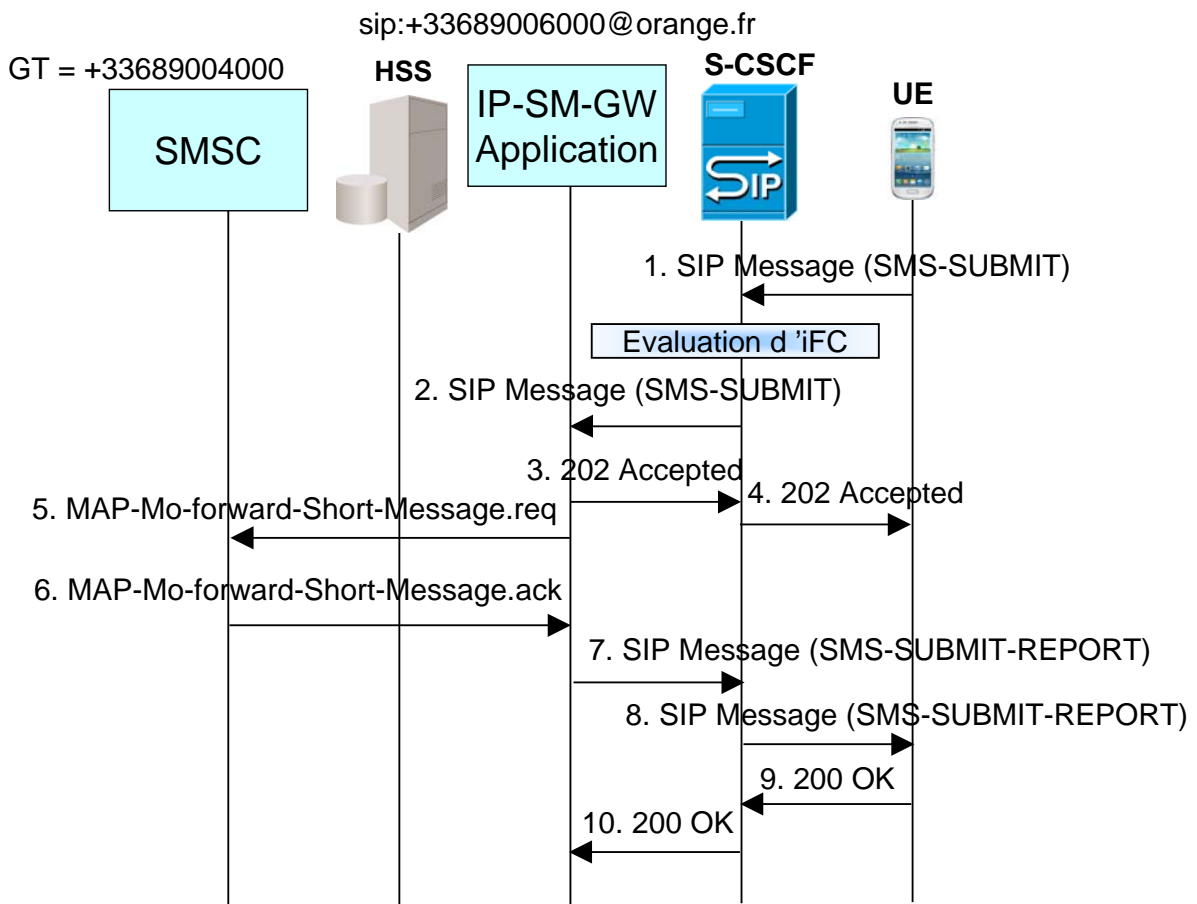 sip:+33689006000@orange.fr
GT = +33689004000
HSS
S-CSCF
UE
SMSC
IP-SM-GW
Application
SIP
1. SIP Message (SMS-SUBMIT)
Evaluation d 'iFC
2. SIP Message (SMS-SUBMIT)
3. 202 Accepted
4. 202 Accepted
5. MAP-Mo-forward-Short-Message.req
6. MAP-Mo-forward-Short-Message.ack
7. SIP Message (SMS-SUBMIT-REPORT)
8. SIP Message (SMS-SUBMIT-REPORT)
9. 200 OK
10. 200 OK